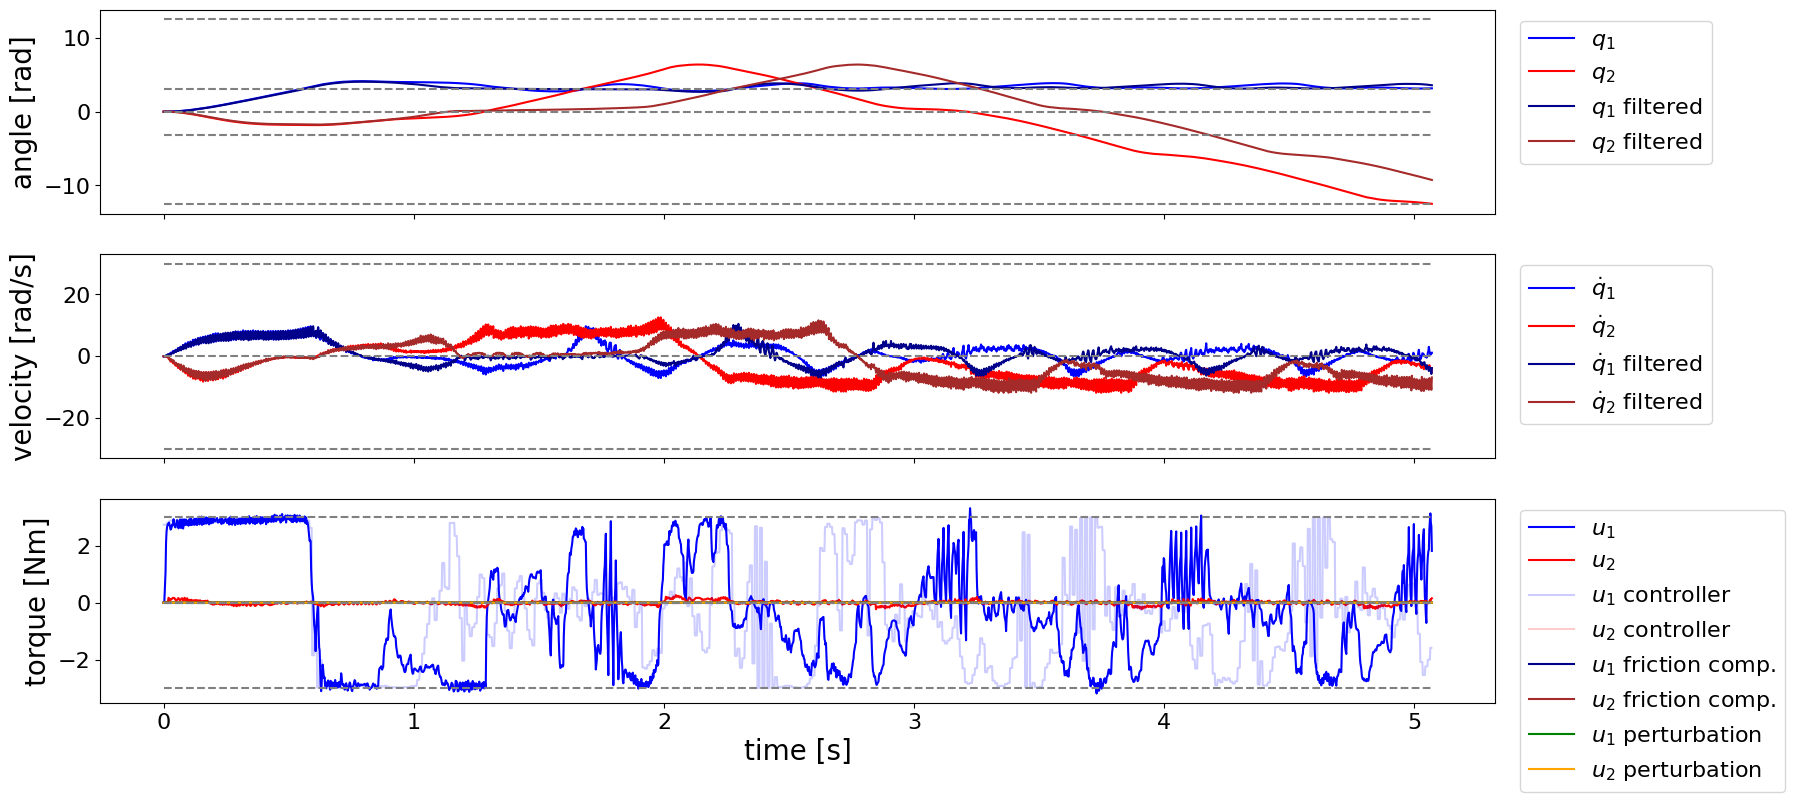 angle [rad]
10
0
−10
q₁
q₂
q₁ filtered
q₂ filtered
velocity [rad/s]
20
0
−20
q̇₁
q̇₂
q̇₁ filtered
q̇₂ filtered
torque [Nm]
2
0
−2
0 1 2 3 4 5
time [s]
u₁
u₂
u₁ controller
u₂ controller
u₁ friction comp.
u₂ friction comp.
u₁ perturbation
u₂ perturbation